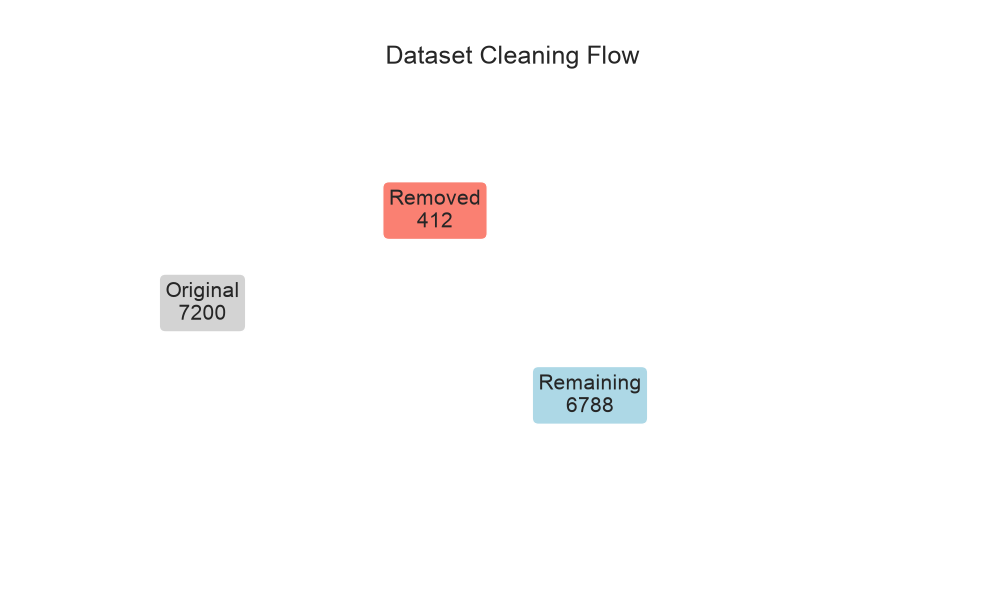 Dataset Cleaning Flow
Removed
412
Original
7200
Remaining
6788